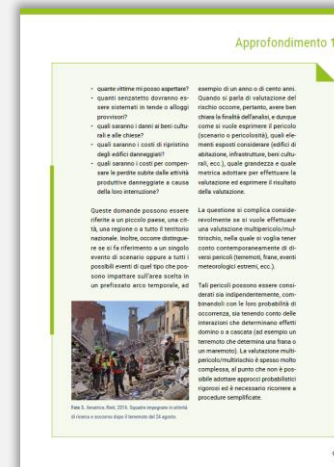 Approfondimento 1
- quante vittime mi posso aspettare?
- quanti senzatetto dovranno es-
sere sistemati in tende o alloggi
provvisori?
- quali saranno i danni ai beni cultu-
rali e alle chiese?
- quali saranno i costi di ripristino
degli edifici danneggiati?
- quali saranno i costi per compen-
sare le perdite subite dalle attività
produttive danneggiate a causa
della loro interruzione?
Queste domande possono essere
riferite a un piccolo paese, una cit-
tà, una regione o a tutto il territorio
nazionale. Inoltre, occorre distingue-
re se si fa riferimento a un singolo
evento di scenario oppure a tutti i
possibili eventi di quel tipo che pos-
sono impattare sull'area scelta in
un prefissato arco temporale, ad
Foto 5. Amatrice, Rieti, 2016. Squadre impegnate in attività
di ricerca e soccorso dopo il terremoto del 24 agosto.
esempio di un anno o di cento anni.
Quando si parla di valutazione del
rischio occorre, pertanto, avere ben
chiara la finalità dell'analisi, e dunque
come si vuole esprimere il pericolo
(scenario o pericolosità), quali ele-
menti esposti considerare (edifici di
abitazione, infrastrutture, beni cultu-
rali, ecc.), quale grandezza e quale
metrica adottare per effettuare la
valutazione ed esprimere il risultato
della valutazione.
La questione si complica conside-
revolmente se si vuole effettuare
una valutazione multipericolo/mul-
tirischio, nella quale si voglia tener
conto contemporaneamente di di-
versi pericoli (terremoti, frane, eventi
meteorologici estremi, ecc.).
Tali pericoli possono essere consi-
derati sia indipendentemente, com-
binandoli con le loro probabilità di
occorrenza, sia tenendo conto delle
interazioni che determinano effetti
domino o a cascata (ad esempio un
terremoto che determina una frana o
un maremoto). La valutazione multi-
pericolo/multirischio è spesso molto
complessa, al punto che non è pos-
sibile adottare approcci probabilistici
rigorosi ed è necessario ricorrere a
procedure semplificate.